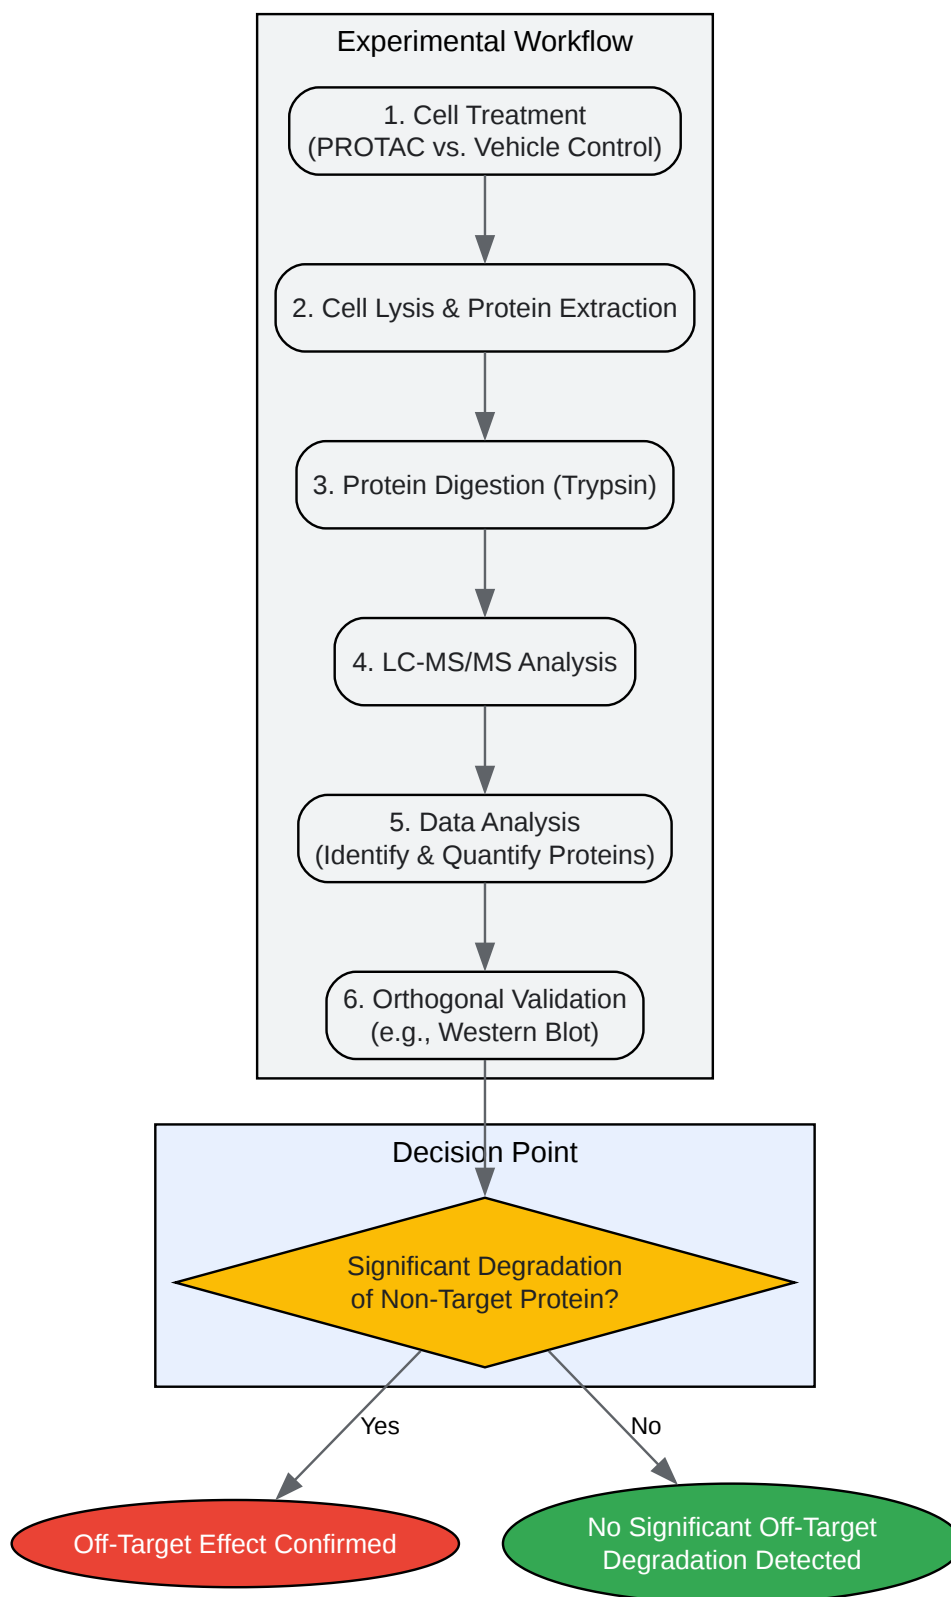 Experimental Workflow
1. Cell Treatment
(PROTAC vs. Vehicle Control)
2. Cell Lysis & Protein Extraction
3. Protein Digestion (Trypsin)
4. LC-MS/MS Analysis
5. Data Analysis
(Identify & Quantify Proteins)
6. Orthogonal Validation
(e.g., Western Blot)
Decision Point
Significant Degradation
of Non-Target Protein?
Yes
No
Off-Target Effect Confirmed
No Significant Off-Target
Degradation Detected